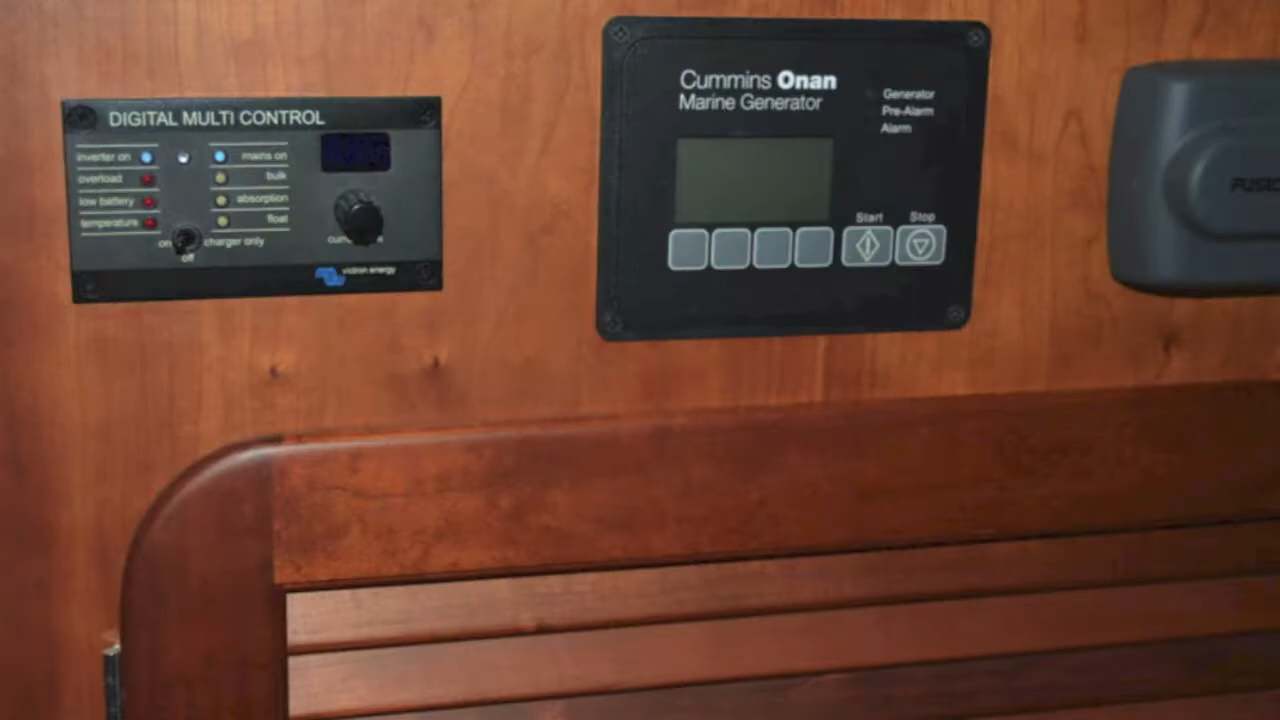 DIGITAL MULTI CONTROL
inverter on
mains on
overload
bulk
low battery
absorption
temperature
float
on
charger only
off
victron energy
Cummins Onan
Marine Generator
Generator
Pre-Alarm
Alarm
Start
Stop